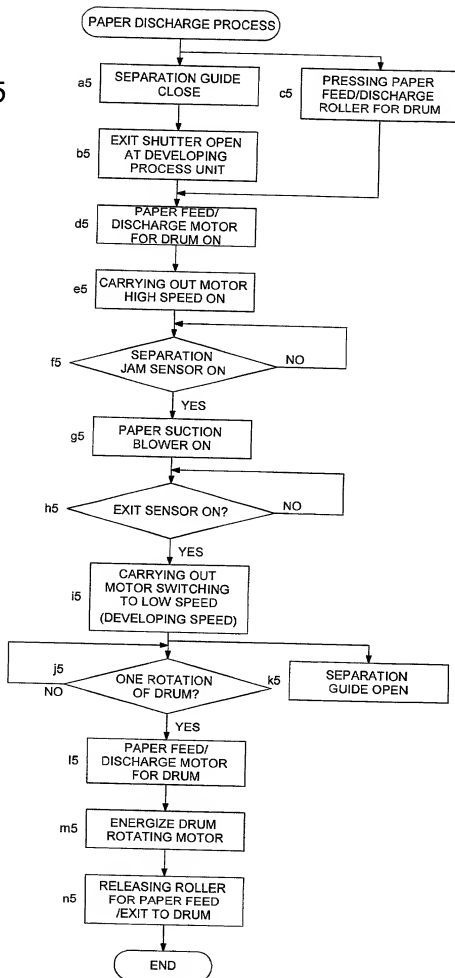 PAPER DISCHARGE PROCESS
5
a5
SEPARATION GUIDE
CLOSE
c5
PRESSING PAPER
FEED/DISCHARGE
ROLLER FOR DRUM
b5
EXIT SHUTTER OPEN
AT DEVELOPING
PROCESS UNIT
d5
PAPER FEED/
DISCHARGE MOTOR
FOR DRUM ON
e5
CARRYING OUT MOTOR
HIGH SPEED ON
f5
SEPARATION
JAM SENSOR ON
NO
YES
g5
PAPER SUCTION
BLOWER ON
h5
EXIT SENSOR ON?
NO
YES
i5
CARRYING OUT
MOTOR SWITCHING
TO LOW SPEED
(DEVELOPING SPEED)
j5
NO
ONE ROTATION
OF DRUM?
k5
SEPARATION
GUIDE OPEN
YES
l5
PAPER FEED/
DISCHARGE MOTOR
FOR DRUM
m5
ENERGIZE DRUM
ROTATING MOTOR
n5
RELEASING ROLLER
FOR PAPER FEED
/EXIT TO DRUM
END